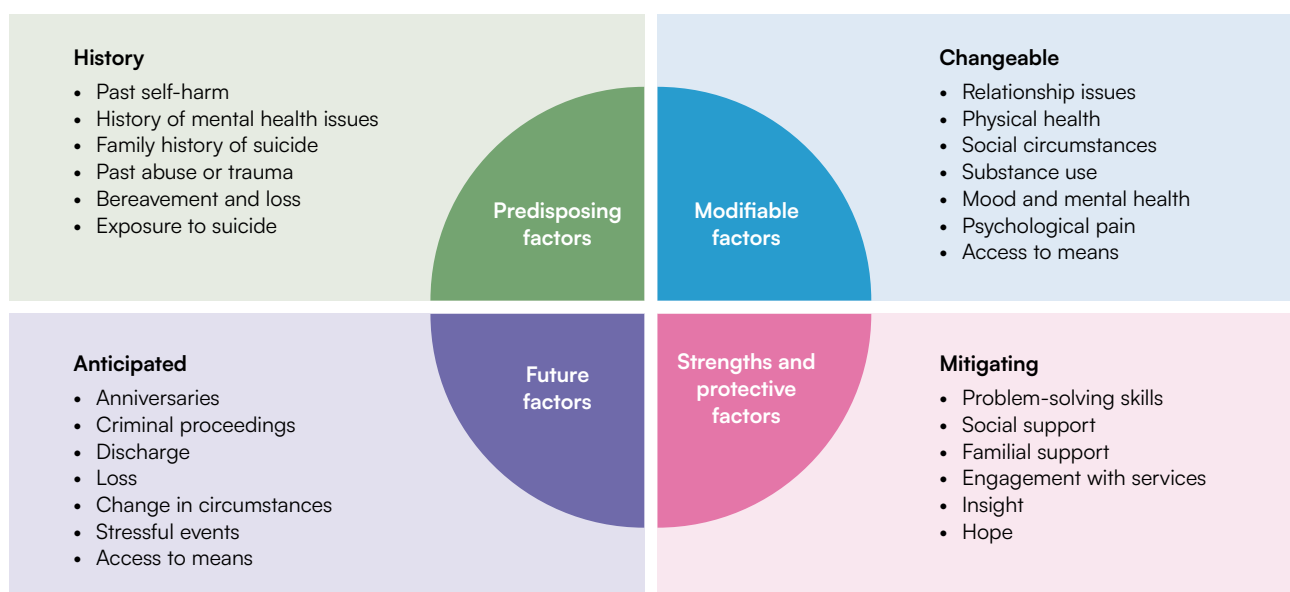 History
• Past self-harm
• History of mental health issues
• Family history of suicide
• Past abuse or trauma
• Bereavement and loss
• Exposure to suicide
Predisposing
factors
Modifiable
factors
Changeable
• Relationship issues
• Physical health
• Social circumstances
• Substance use
• Mood and mental health
• Psychological pain
• Access to means
Anticipated
• Anniversaries
• Criminal proceedings
• Discharge
• Loss
• Change in circumstances
• Stressful events
• Access to means
Future
factors
Strengths and
protective
factors
Mitigating
• Problem-solving skills
• Social support
• Familial support
• Engagement with services
• Insight
• Hope